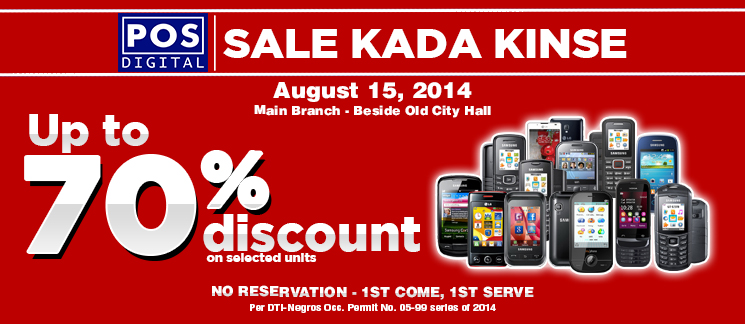 POS
DIGITAL
SALE KADA KINSE
August 15, 2014
Main Branch - Beside Old City Hall
Up to
70%
discount
on selected units
NO RESERVATION - 1ST COME, 1ST SERVE
Per DTI-Negros Occ. Permit No. 05-99 series of 2014